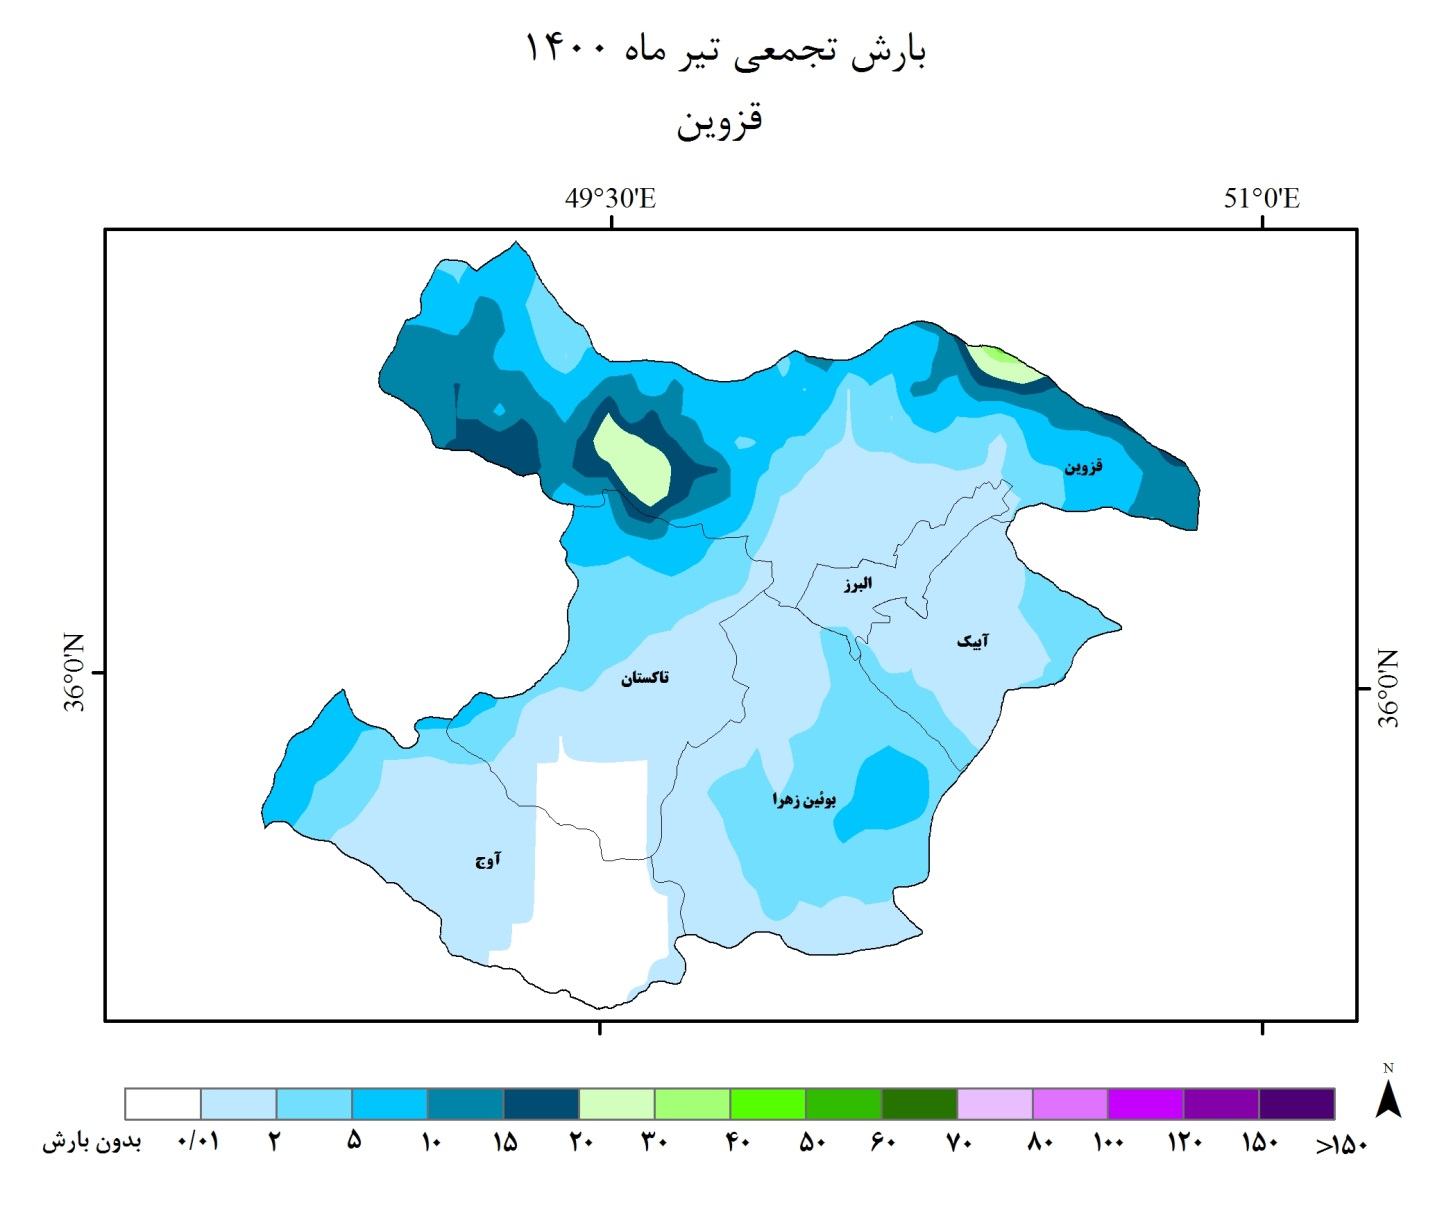 بارش تجمعی تیر ماه ۱۴۰۰
قزوین
49°30'E
51°0'E
36°0'N
36°0'N
قزوین
البرز
آبیک
تاکستان
بوئین زهرا
آوج
N
بدون بارش ۰/۰۱ ۲ ۵ ۱۰ ۱۵ ۲۰ ۳۰ ۴۰ ۵۰ ۶۰ ۷۰ ۸۰ ۱۰۰ ۱۲۰ ۱۵۰ >۱۵۰